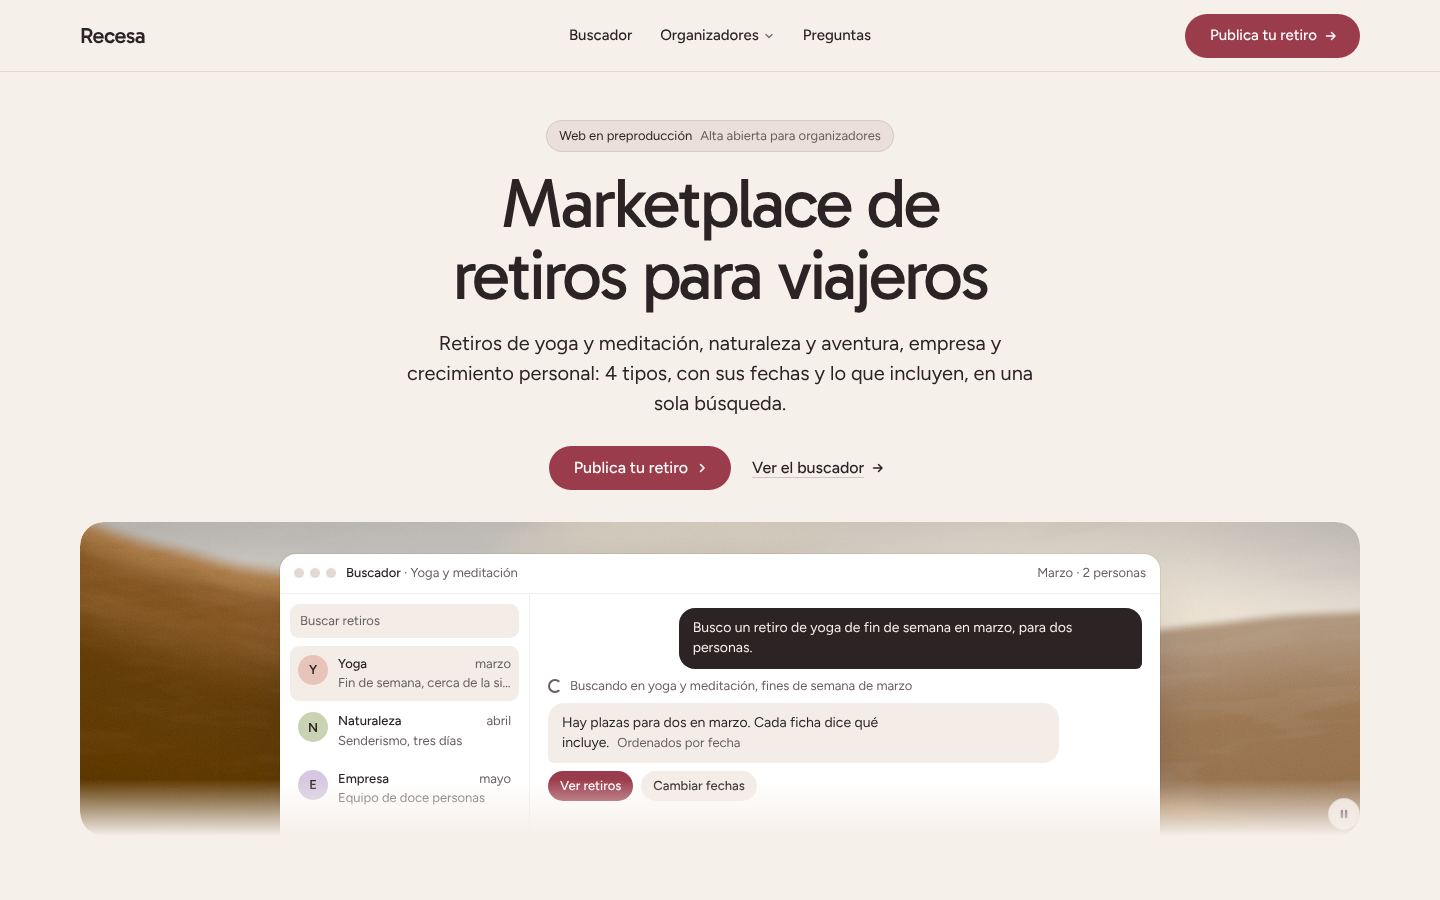 Recesa
Buscador
Organizadores
Preguntas
Publica tu retiro
Web en preproducción Alta abierta para organizadores
Marketplace de
retiros para viajeros
Retiros de yoga y meditación, naturaleza y aventura, empresa y
crecimiento personal: 4 tipos, con sus fechas y lo que incluyen, en una
sola búsqueda.
Publica tu retiro
Ver el buscador
Buscador · Yoga y meditación
Marzo · 2 personas
Buscar retiros
Y
Yoga
marzo
Fin de semana, cerca de la si...
N
Naturaleza
abril
Senderismo, tres días
E
Empresa
mayo
Equipo de doce personas
Busco un retiro de yoga de fin de semana en marzo, para dos
personas.
Buscando en yoga y meditación, fines de semana de marzo
Hay plazas para dos en marzo. Cada ficha dice qué
incluye. Ordenados por fecha
Ver retiros
Cambiar fechas